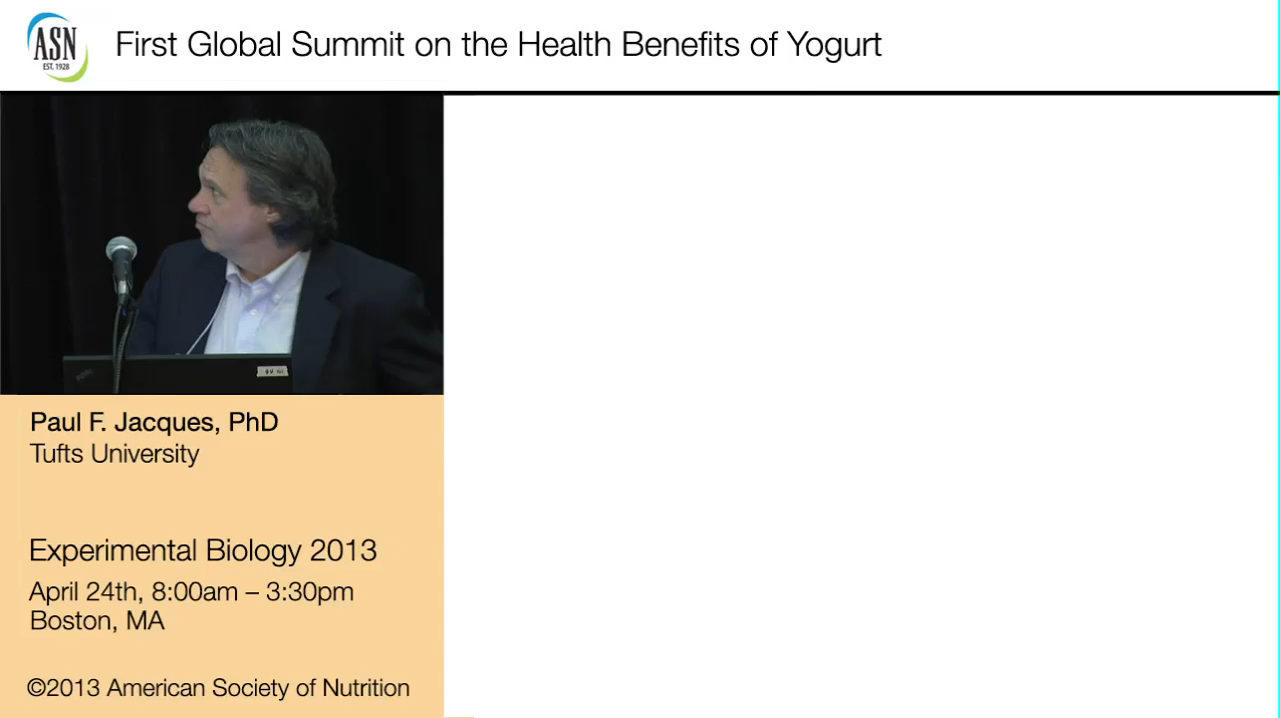 ASN
EST. 1928
First Global Summit on the Health Benefits of Yogurt
Paul F. Jacques, PhD
Tufts University
Experimental Biology 2013
April 24th, 8:00am – 3:30pm
Boston, MA
©2013 American Society of Nutrition